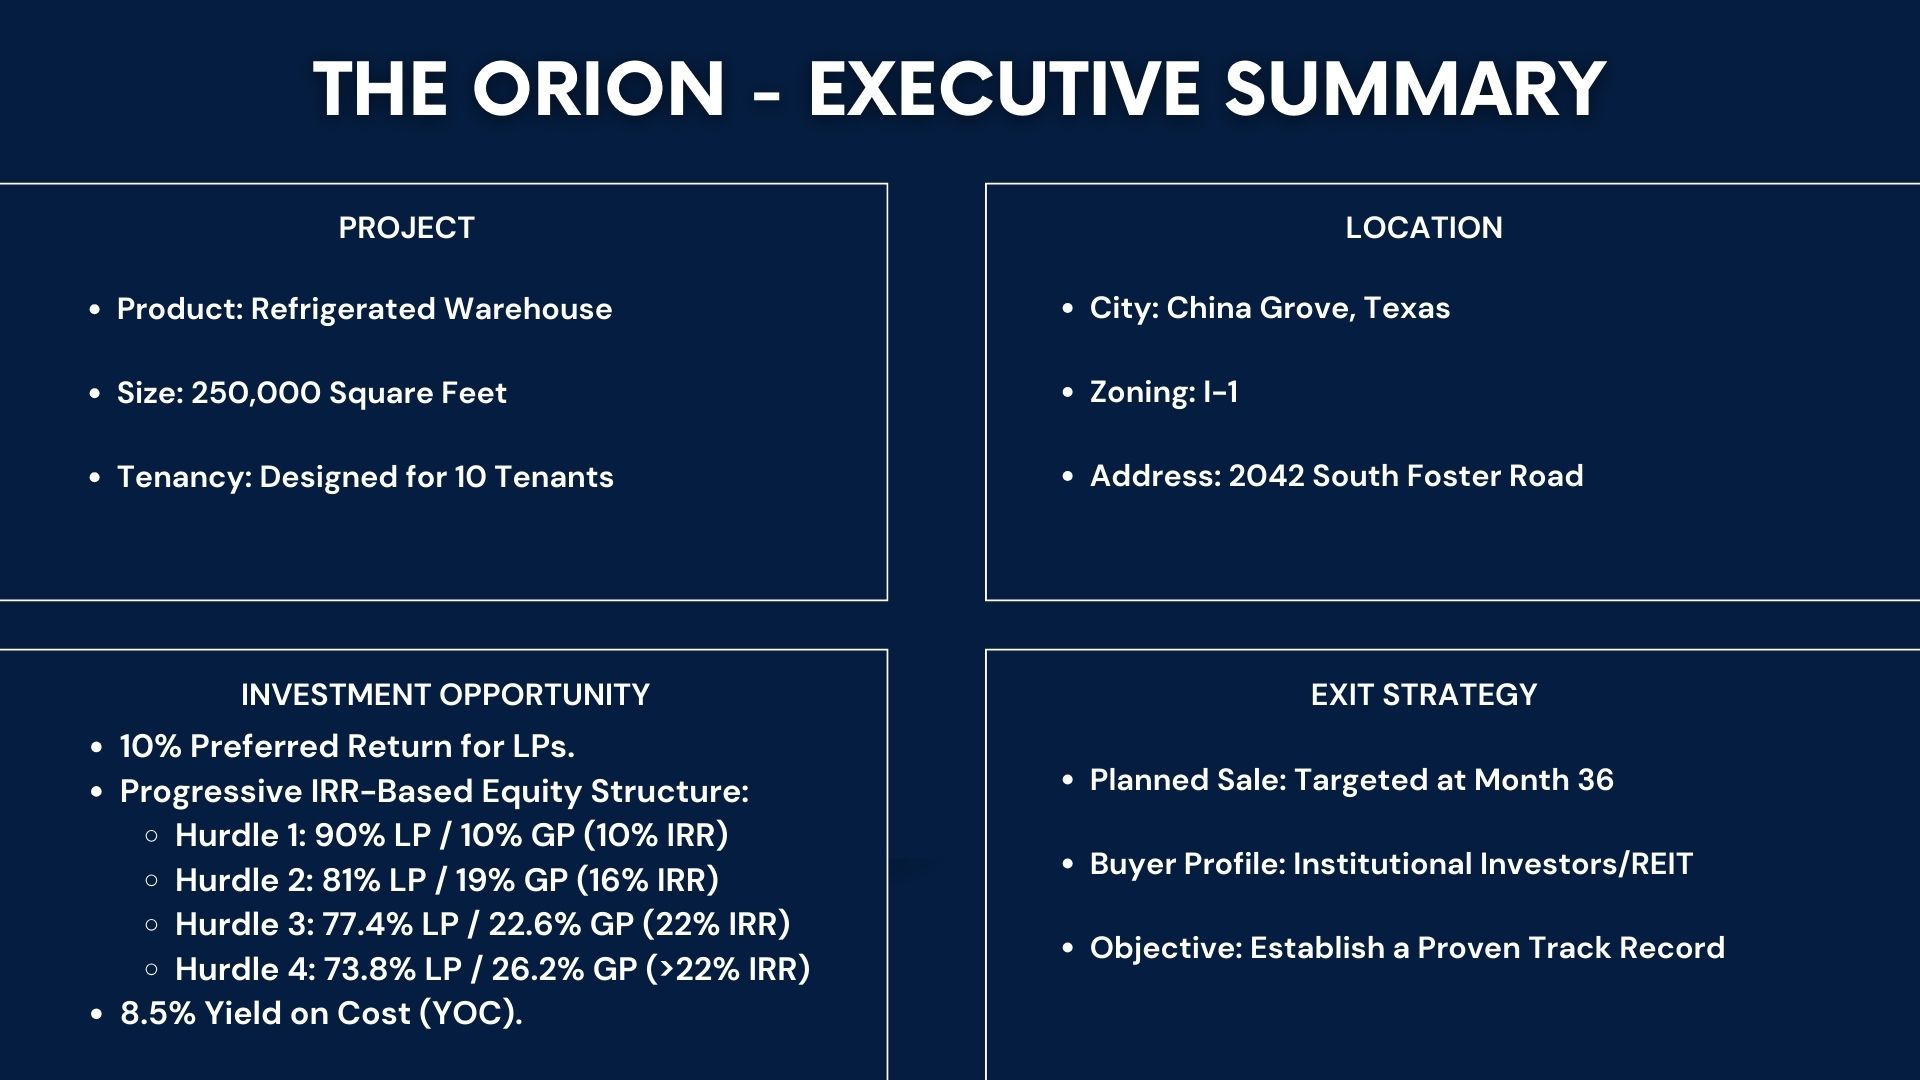 THE ORION - EXECUTIVE SUMMARY
PROJECT
• Product: Refrigerated Warehouse
• Size: 250,000 Square Feet
• Tenancy: Designed for 10 Tenants
LOCATION
• City: China Grove, Texas
• Zoning: I-1
• Address: 2042 South Foster Road
INVESTMENT OPPORTUNITY
• 10% Preferred Return for LPs.
• Progressive IRR-Based Equity Structure:
○ Hurdle 1: 90% LP / 10% GP (10% IRR)
○ Hurdle 2: 81% LP / 19% GP (16% IRR)
○ Hurdle 3: 77.4% LP / 22.6% GP (22% IRR)
○ Hurdle 4: 73.8% LP / 26.2% GP (>22% IRR)
• 8.5% Yield on Cost (YOC).
EXIT STRATEGY
• Planned Sale: Targeted at Month 36
• Buyer Profile: Institutional Investors/REIT
• Objective: Establish a Proven Track Record